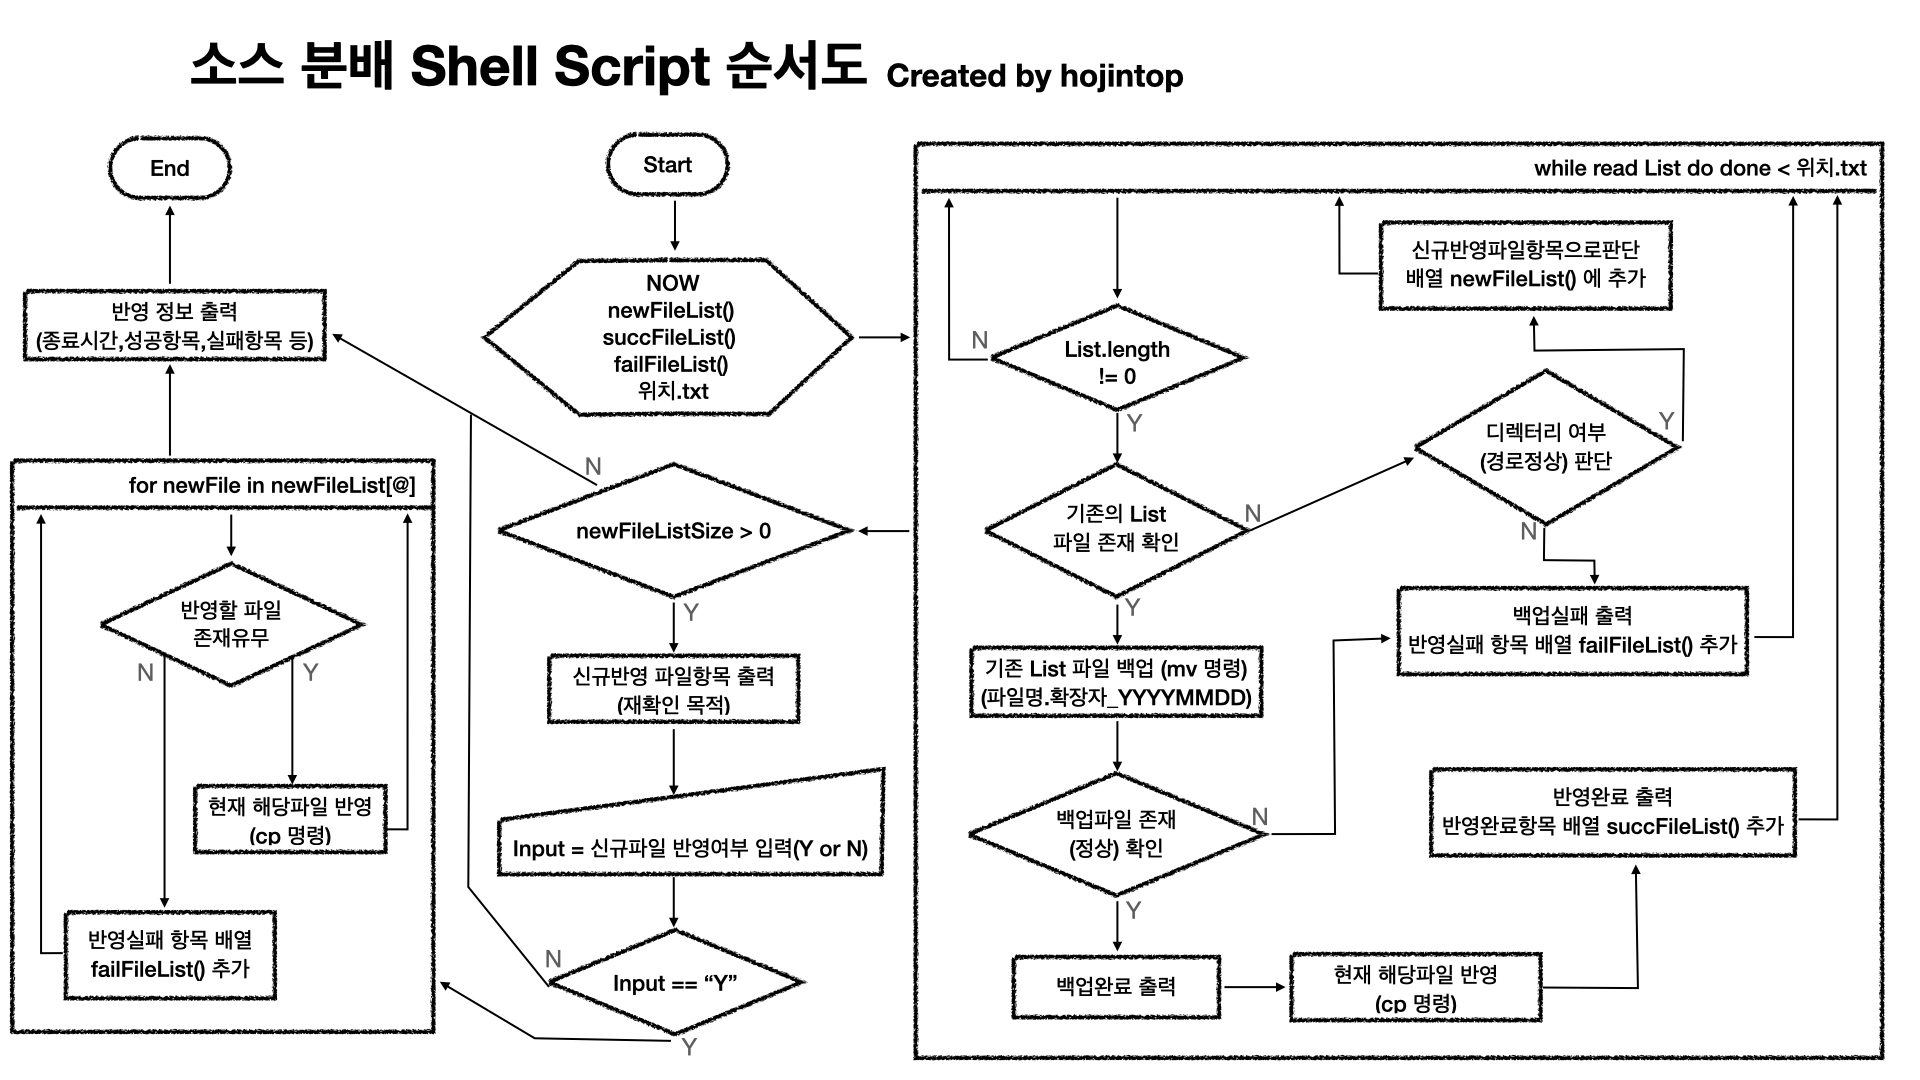 소스 분배 Shell Script 순서도 Created by hojintop
End
반영 정보 출력
(종료시간,성공항목,실패항목 등)
for newFile in newFileList[@]
반영할 파일
존재유무
N
Y
현재 해당파일 반영
(cp 명령)
반영실패 항목 배열
failFileList() 추가
Start
NOW
newFileList()
succFileList()
failFileList()
위치.txt
N
newFileListSize > 0
Y
신규반영 파일항목 출력
(재확인 목적)
Input = 신규파일 반영여부 입력(Y or N)
N
Input == “Y”
Y
while read List do done < 위치.txt
N
List.length
!= 0
Y
기존의 List
파일 존재 확인
N
Y
기존 List 파일 백업 (mv 명령)
(파일명.확장자_YYYYMMDD)
백업파일 존재
(정상) 확인
N
Y
백업완료 출력
현재 해당파일 반영
(cp 명령)
신규반영파일항목으로판단
배열 newFileList() 에 추가
디렉터리 여부
(경로정상) 판단
Y
N
백업실패 출력
반영실패 항목 배열 failFileList() 추가
반영완료 출력
반영완료항목 배열 succFileList() 추가